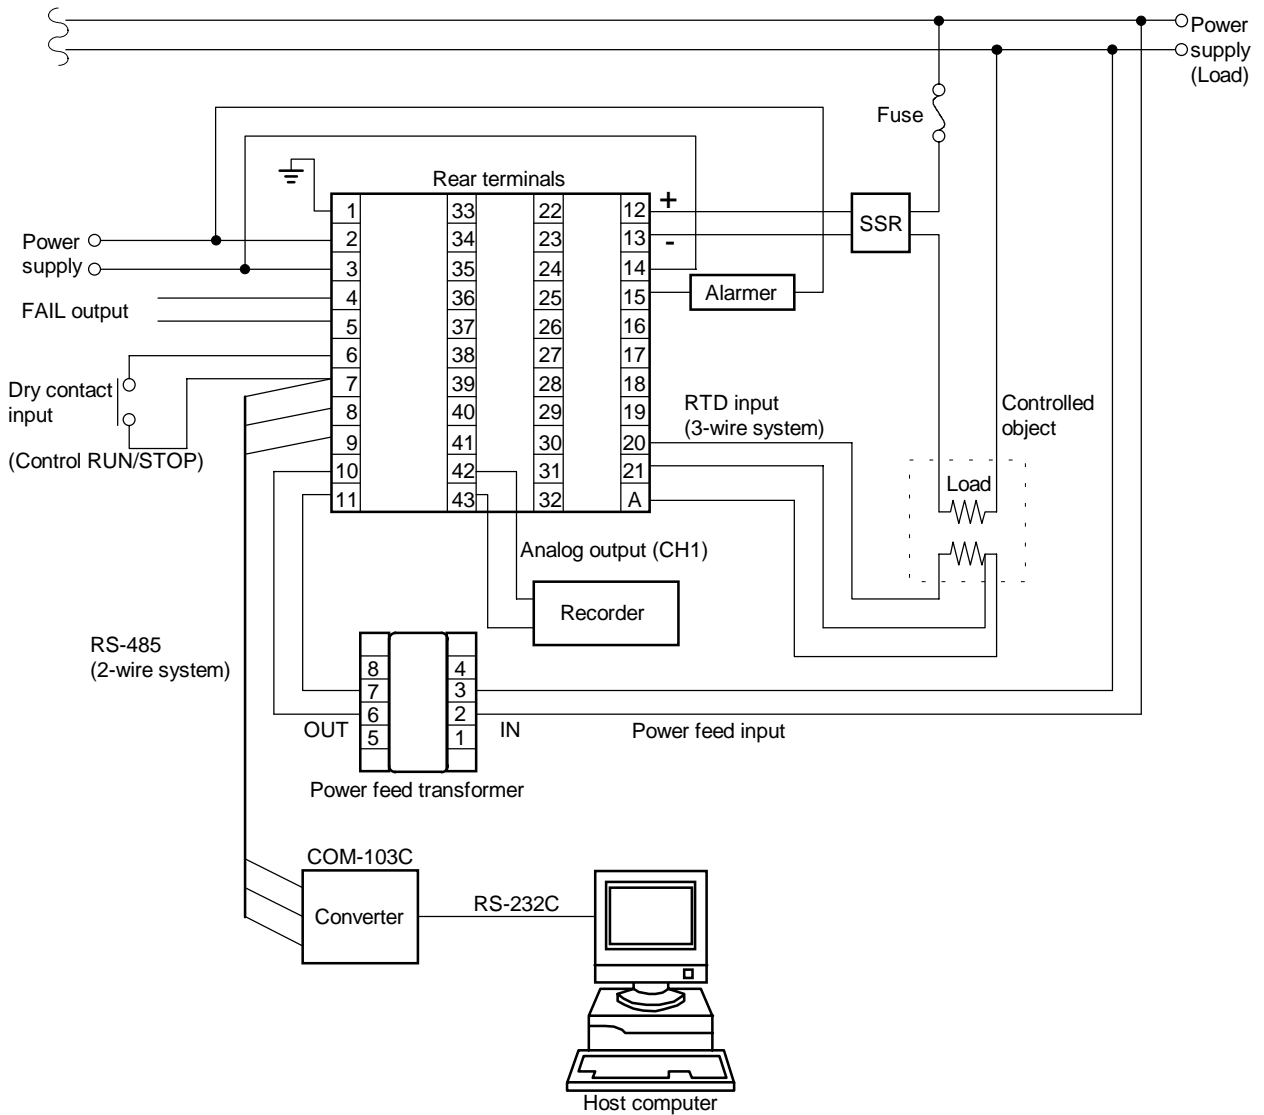 Power
supply
(Load)
Fuse
Rear terminals
+
-
SSR
Power
supply
FAIL output
Dry contact
input
(Control RUN/STOP)
1 33 22 12
2 34 23 13
3 35 24 14
4 36 25 15
5 37 26 16
6 38 27 17
7 39 28 18
8 40 29 19
9 41 30 20
10 42 31 21
11 43 32 A
Alarmer
RTD input
(3-wire system)
Controlled
object
Load
Analog output (CH1)
Recorder
RS-485
(2-wire system)
8 4
7 3
6 2
5 1
OUT
IN
Power feed input
Power feed transformer
COM-103C
Converter
RS-232C
Host computer